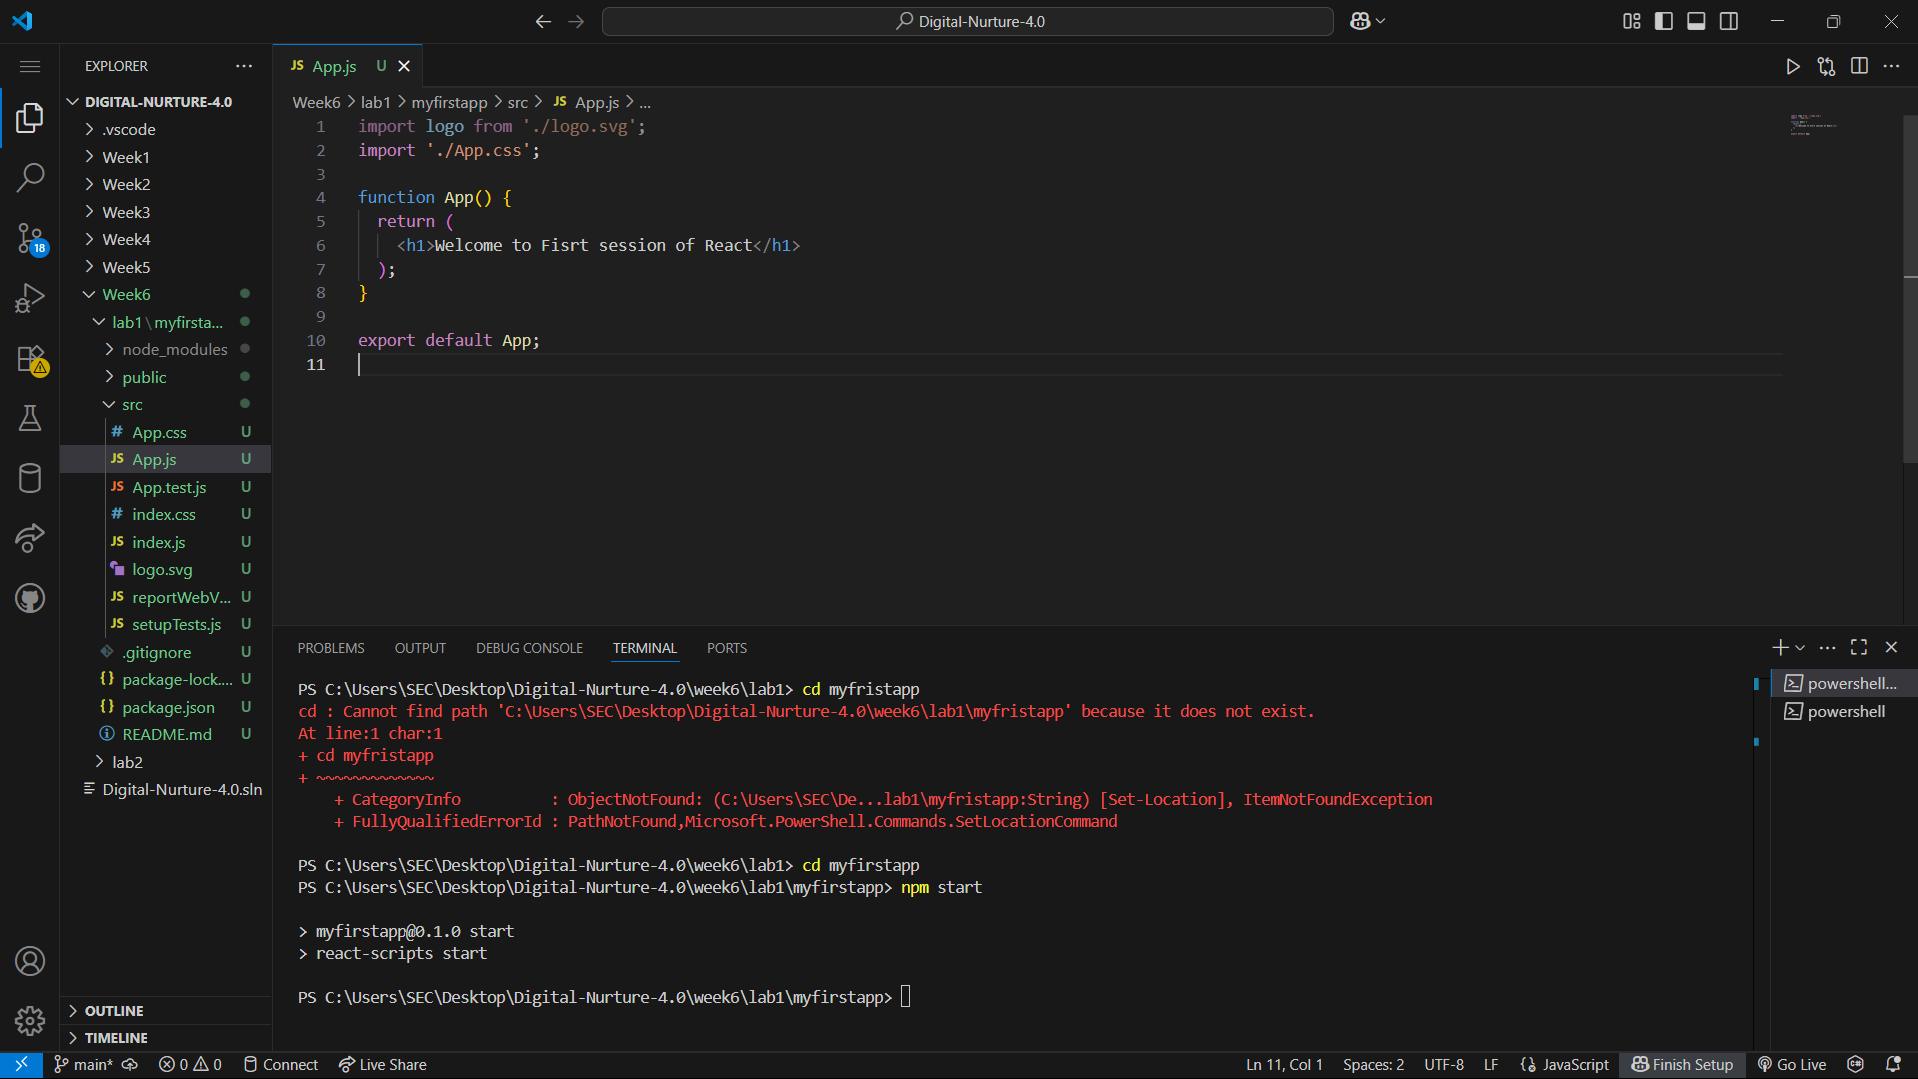 Digital-Nurture-4.0
EXPLORER
DIGITAL-NURTURE-4.0
.vscode
Week1
Week2
Week3
Week4
Week5
Week6
lab1\myfirsta...
node_modules
public
src
# App.css U
JS App.js U
JS App.test.js U
# index.css U
JS index.js U
logo.svg U
JS reportWebV... U
JS setupTests.js U
.gitignore U
{} package-lock.... U
{} package.json U
README.md U
lab2
Digital-Nurture-4.0.sln
OUTLINE
TIMELINE
18
JS App.js U
Week6 > lab1 > myfirstapp > src > JS App.js > ...
1 import logo from './logo.svg';
2 import './App.css';
3
4 function App() {
5 return (
6 <h1>Welcome to Fisrt session of React</h1>
7 );
8 }
9
10 export default App;
11
PROBLEMS OUTPUT DEBUG CONSOLE TERMINAL PORTS
PS C:\Users\SEC\Desktop\Digital-Nurture-4.0\week6\lab1> cd myfristapp
cd : Cannot find path 'C:\Users\SEC\Desktop\Digital-Nurture-4.0\week6\lab1\myfristapp' because it does not exist.
At line:1 char:1
+ cd myfristapp
+ ~~~~~~~~~~~~~
+ CategoryInfo : ObjectNotFound: (C:\Users\SEC\De...lab1\myfristapp:String) [Set-Location], ItemNotFoundException
+ FullyQualifiedErrorId : PathNotFound,Microsoft.PowerShell.Commands.SetLocationCommand
PS C:\Users\SEC\Desktop\Digital-Nurture-4.0\week6\lab1> cd myfirstapp
PS C:\Users\SEC\Desktop\Digital-Nurture-4.0\week6\lab1\myfirstapp> npm start
> myfirstapp@0.1.0 start
> react-scripts start
PS C:\Users\SEC\Desktop\Digital-Nurture-4.0\week6\lab1\myfirstapp>
powershell...
powershell
main* 0 0 Connect Live Share Ln 11, Col 1 Spaces: 2 UTF-8 LF {} JavaScript Finish Setup Go Live